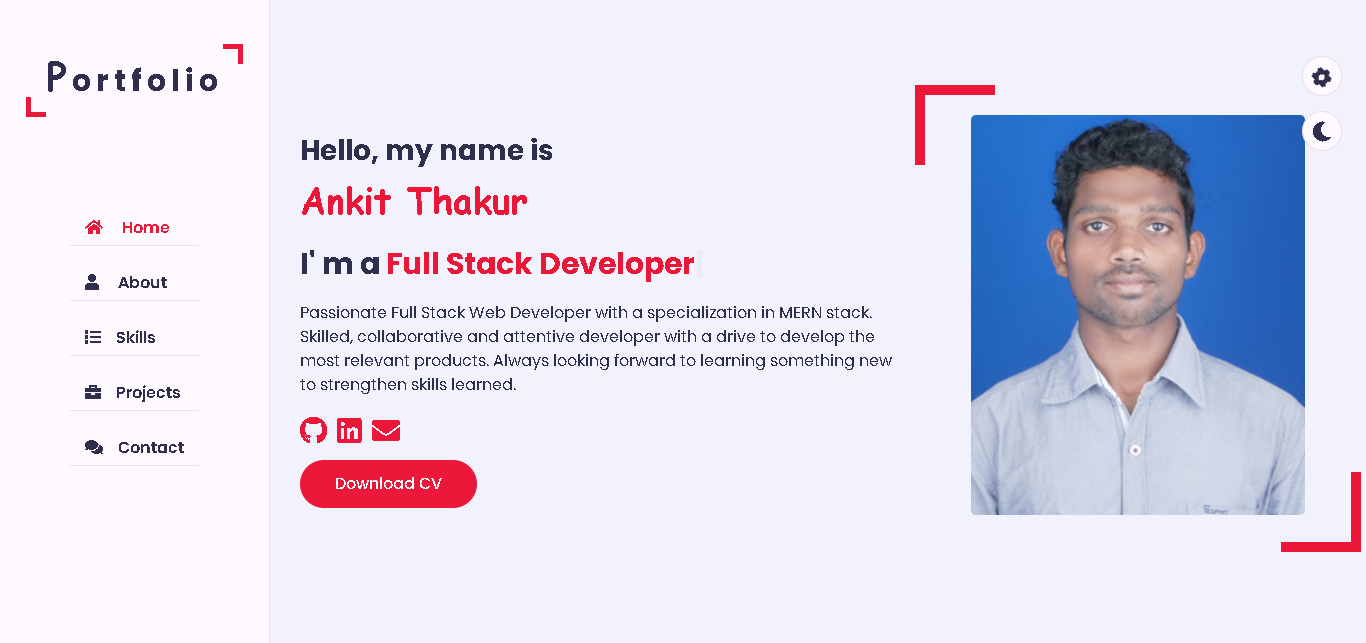 Portfolio
Home
About
Skills
Projects
Contact
Hello, my name is
Ankit Thakur
I' m a Full Stack Developer
Passionate Full Stack Web Developer with a specialization in MERN stack.
Skilled, collaborative and attentive developer with a drive to develop the
most relevant products. Always looking forward to learning something new
to strengthen skills learned.
Download CV